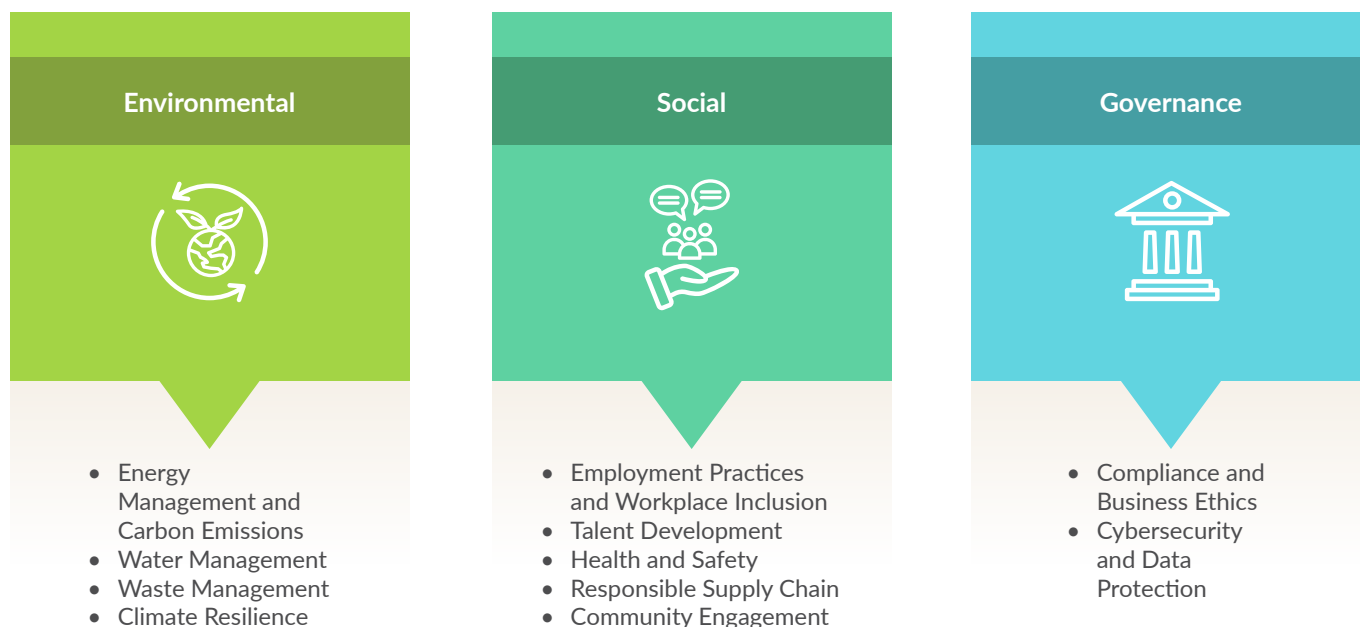 Environmental
• Energy
Management and
Carbon Emissions
• Water Management
• Waste Management
• Climate Resilience
Social
• Employment Practices
and Workplace Inclusion
• Talent Development
• Health and Safety
• Responsible Supply Chain
• Community Engagement
Governance
• Compliance and
Business Ethics
• Cybersecurity
and Data
Protection